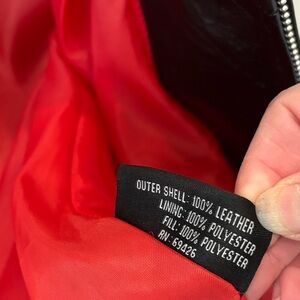 OUTER SHELL: 100% LEATHER
LINING: 100% POLYESTER
FILL: 100% POLYESTER
RN: 69426